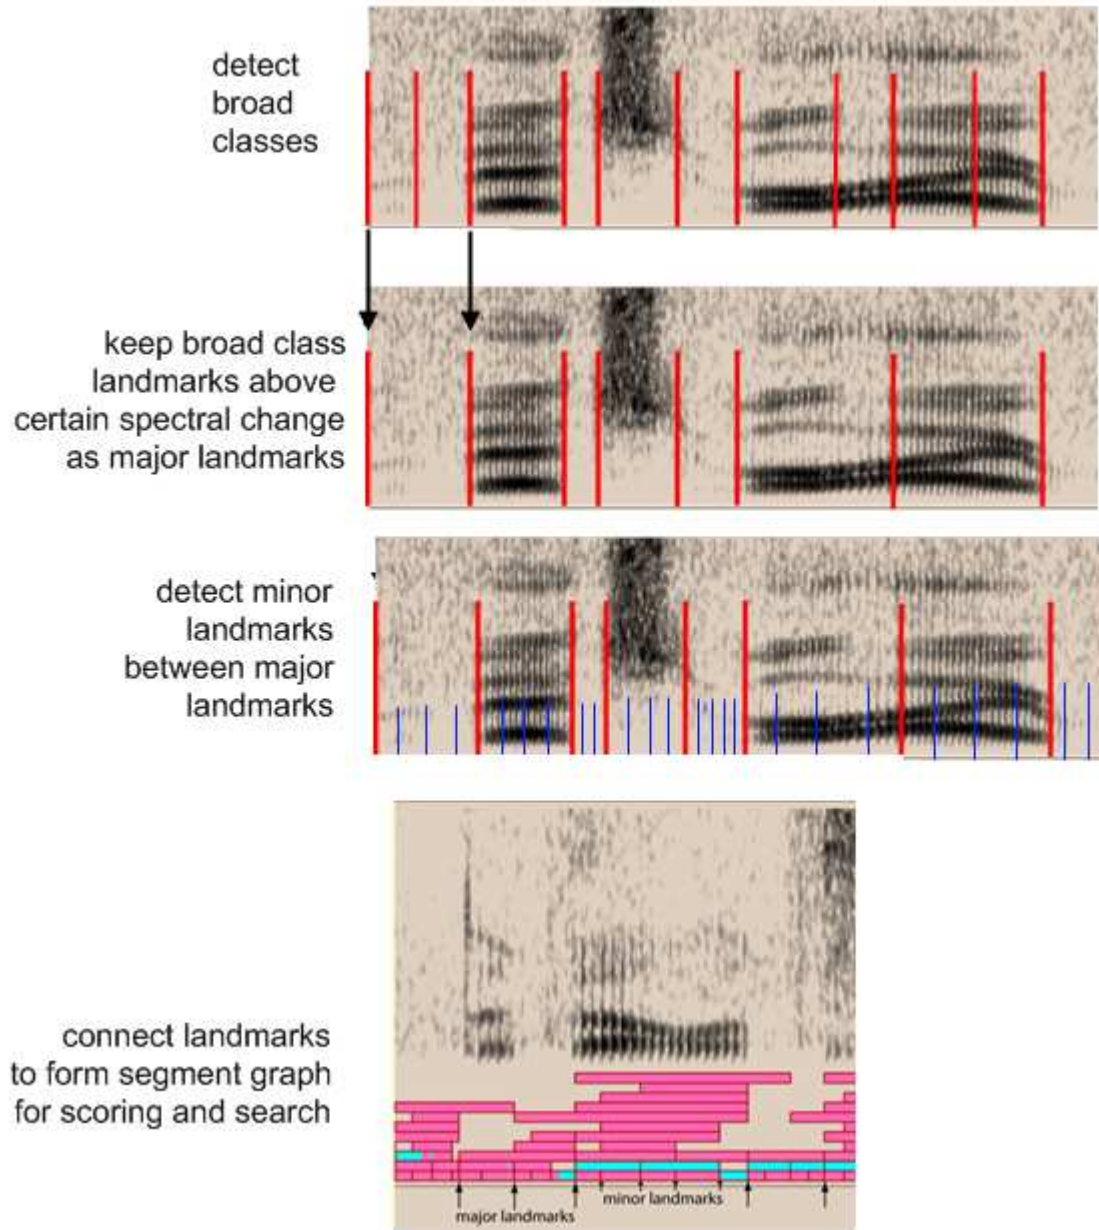 detect
broad
classes
keep broad class
landmarks above
certain spectral change
as major landmarks
detect minor
landmarks
between major
landmarks
connect landmarks
to form segment graph
for scoring and search
minor landmarks
major landmarks